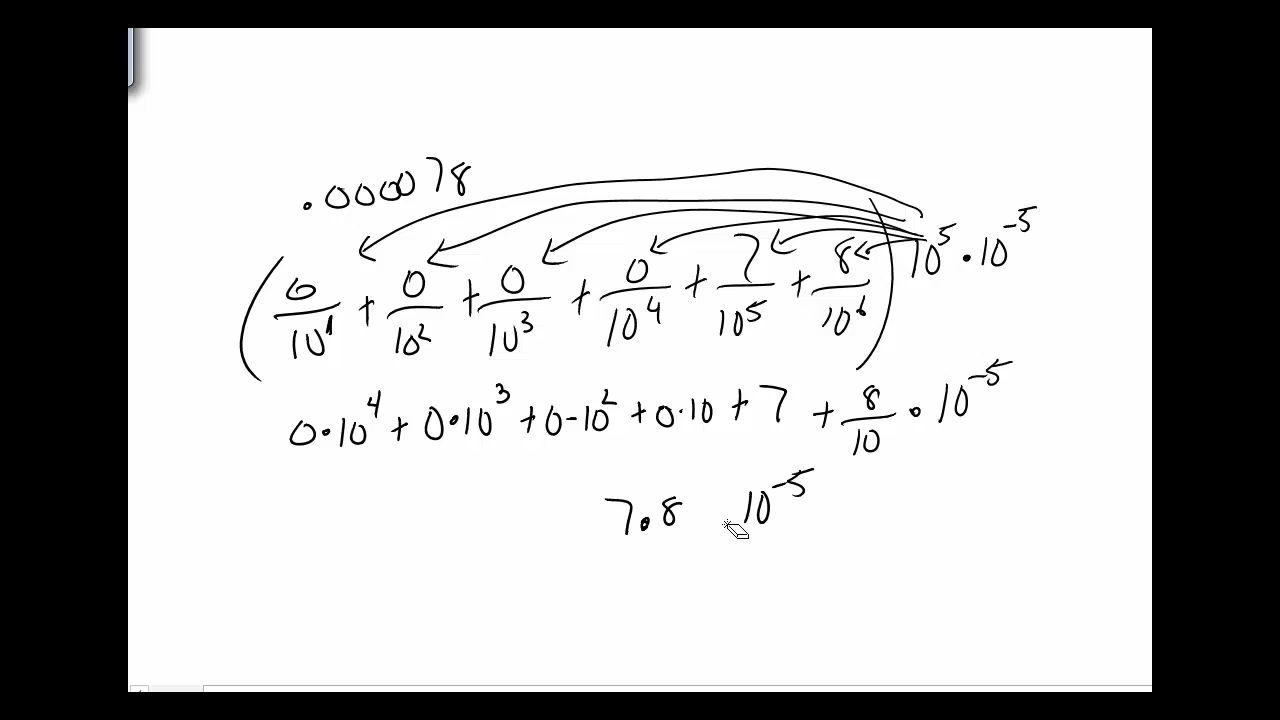 .000078
(0/10¹ + 0/10² + 0/10³ + 0/10⁴ + 7/10⁵ + 8/10⁶) 10⁵ · 10⁻⁵
0·10⁴ + 0·10³ + 0·10² + 0·10 + 7 + 8/10 · 10⁻⁵
7.8 10⁻⁵